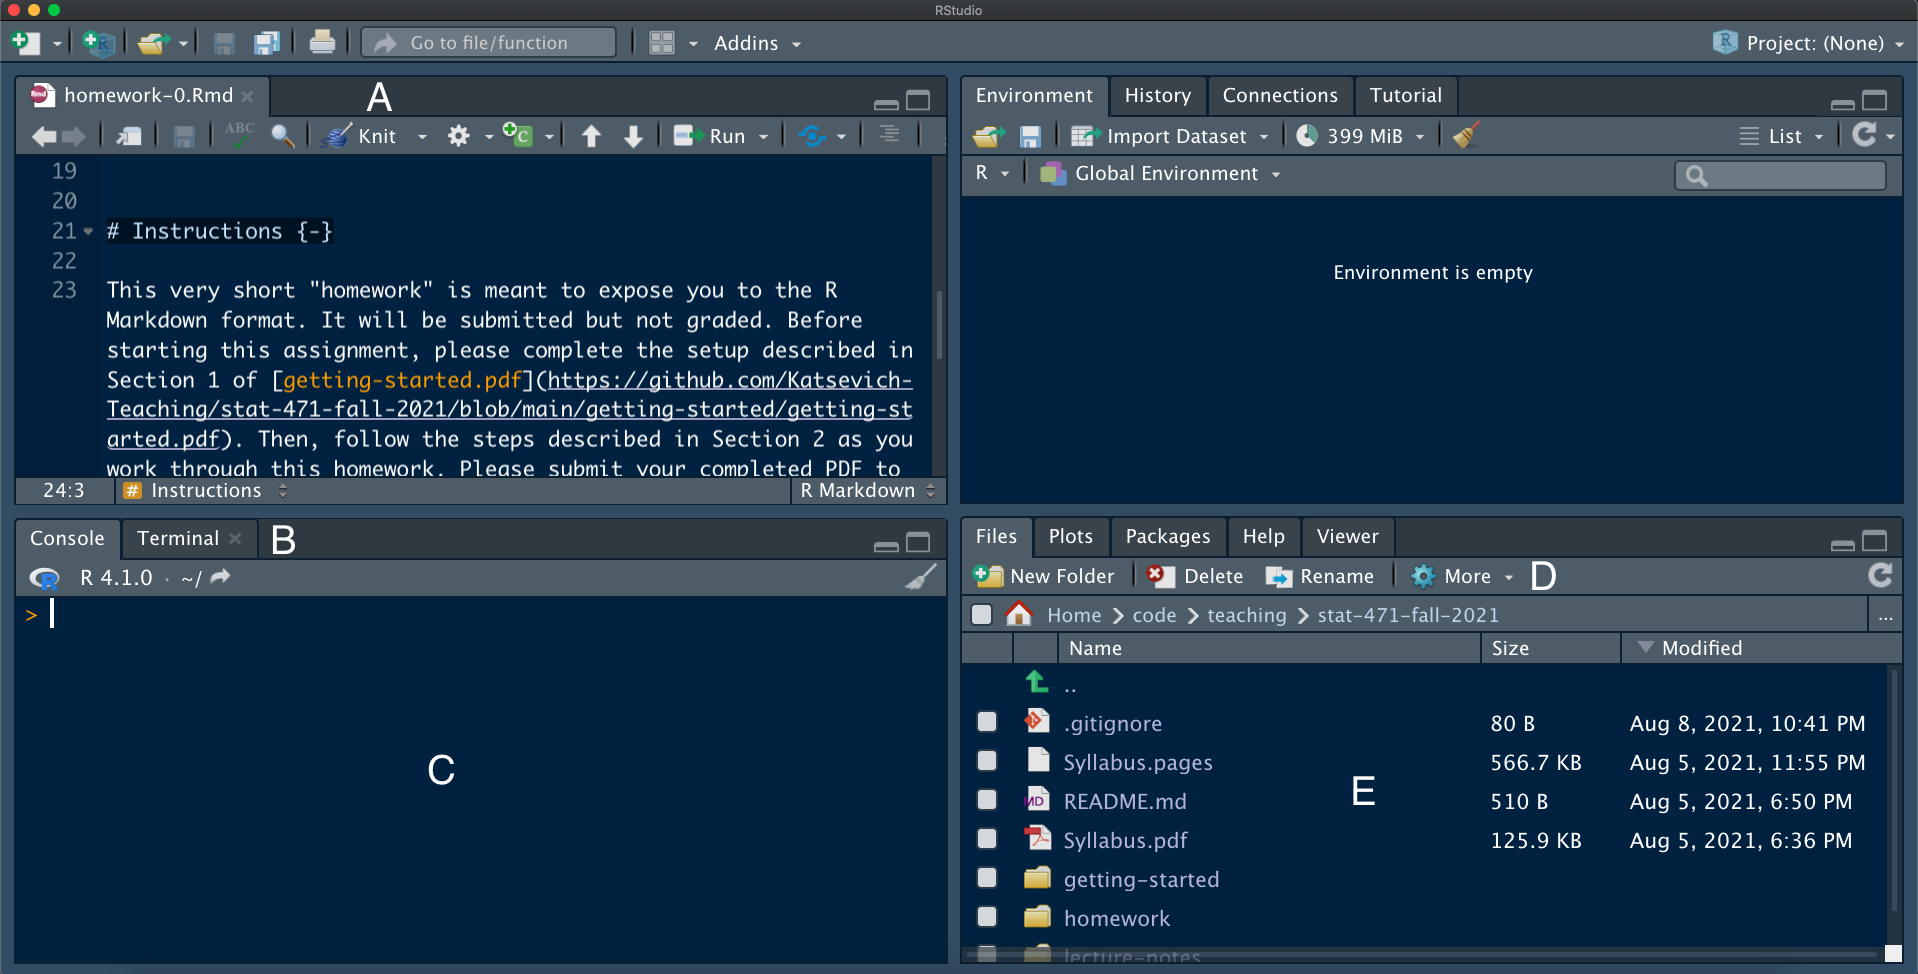 RStudio
Go to file/function
Addins
Project: (None)
homework-0.Rmd
A
ABC
Knit
Run
19
20
21 # Instructions {-}
22
23 This very short "homework" is meant to expose you to the R
Markdown format. It will be submitted but not graded. Before
starting this assignment, please complete the setup described in
Section 1 of [getting-started.pdf](https://github.com/Katsevich-
Teaching/stat-471-fall-2021/blob/main/getting-started/getting-st
arted.pdf). Then, follow the steps described in Section 2 as you
work through this homework. Please submit your completed PDF to
24:3 # Instructions R Markdown
Console Terminal B
R 4.1.0 · ~/
>
C
Environment History Connections Tutorial
Import Dataset 399 MiB List
R Global Environment
Environment is empty
Files Plots Packages Help Viewer
New Folder Delete Rename More D
Home code teaching stat-471-fall-2021 ...
Name Size Modified
..
.gitignore 80 B Aug 8, 2021, 10:41 PM
Syllabus.pages 566.7 KB Aug 5, 2021, 11:55 PM
E
README.md 510 B Aug 5, 2021, 6:50 PM
Syllabus.pdf 125.9 KB Aug 5, 2021, 6:36 PM
getting-started
homework
lecture-notes